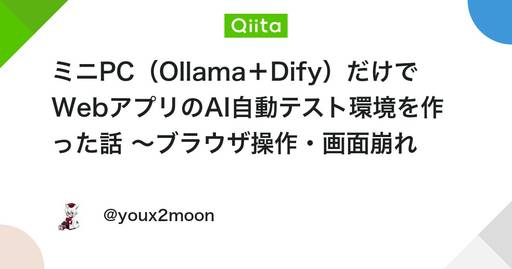 Qiita
ミニPC（Ollama＋Dify）だけで
WebアプリのAI自動テスト環境を作
った話 〜ブラウザ操作・画面崩れ
@youx2moon